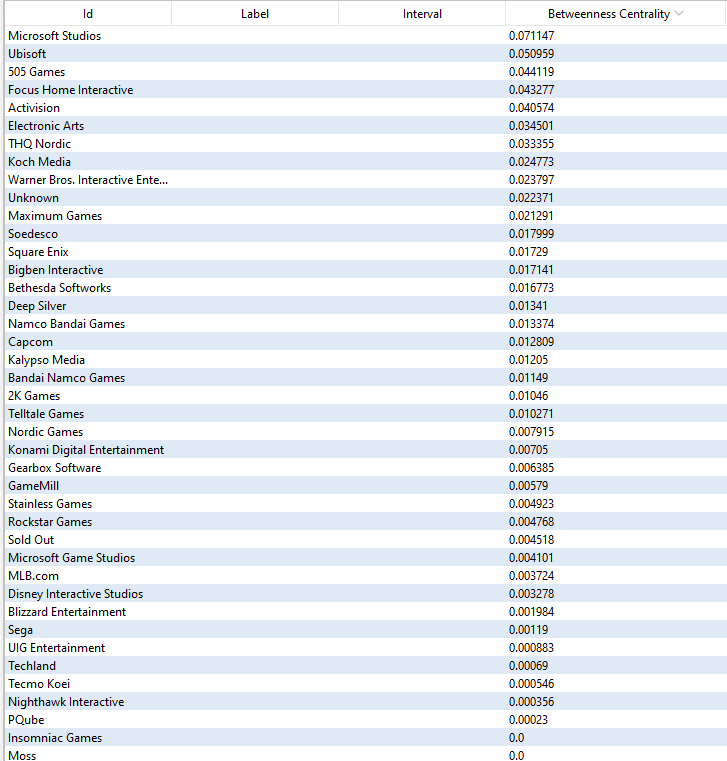 Id Label Interval Betweenness Centrality
Microsoft Studios 0.071147
Ubisoft 0.050959
505 Games 0.044119
Focus Home Interactive 0.043277
Activision 0.040574
Electronic Arts 0.034501
THQ Nordic 0.033355
Koch Media 0.024773
Warner Bros. Interactive Ente... 0.023797
Unknown 0.022371
Maximum Games 0.021291
Soedesco 0.017999
Square Enix 0.01729
Bigben Interactive 0.017141
Bethesda Softworks 0.016773
Deep Silver 0.01341
Namco Bandai Games 0.013374
Capcom 0.012809
Kalypso Media 0.01205
Bandai Namco Games 0.01149
2K Games 0.01046
Telltale Games 0.010271
Nordic Games 0.007915
Konami Digital Entertainment 0.00705
Gearbox Software 0.006385
GameMill 0.00579
Stainless Games 0.004923
Rockstar Games 0.004768
Sold Out 0.004518
Microsoft Game Studios 0.004101
MLB.com 0.003724
Disney Interactive Studios 0.003278
Blizzard Entertainment 0.001984
Sega 0.00119
UIG Entertainment 0.000883
Techland 0.00069
Tecmo Koei 0.000546
Nighthawk Interactive 0.000356
PQube 0.00023
Insomniac Games 0.0
Moss 0.0